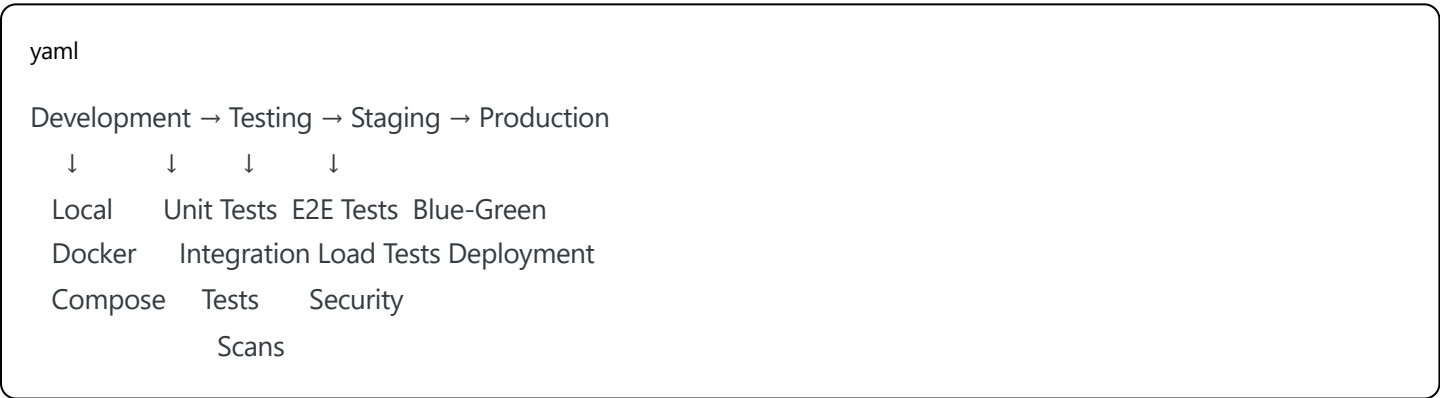 yaml
Development → Testing → Staging → Production
↓ ↓ ↓ ↓
Local Unit Tests E2E Tests Blue-Green
Docker Integration Load Tests Deployment
Compose Tests Security
Scans